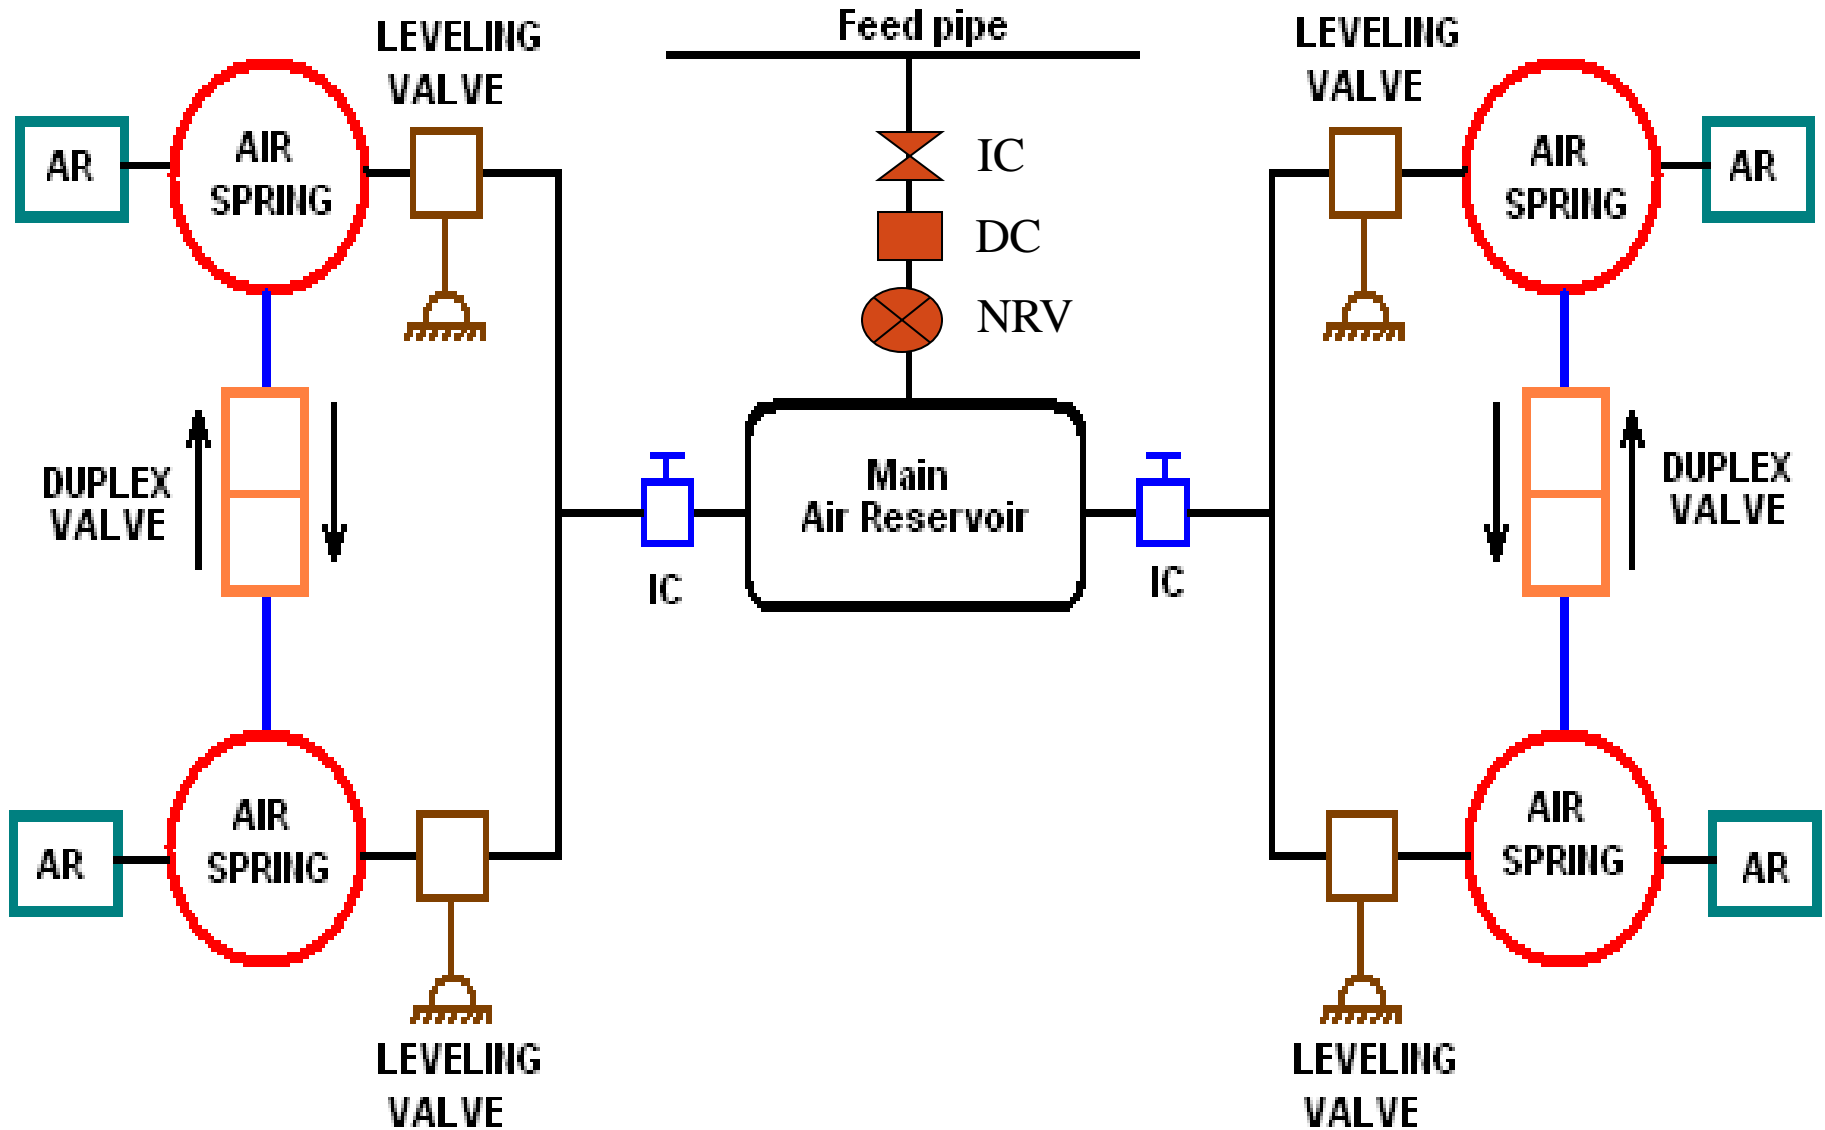 Feed pipe
LEVELING
VALVE
LEVELING
VALVE
AR
AIR
SPRING
IC
AIR
SPRING
AR
DC
NRV
DUPLEX
VALVE
Main
Air Reservoir
DUPLEX
VALVE
IC
IC
AR
AIR
SPRING
AIR
SPRING
AR
LEVELING
VALVE
LEVELING
VALVE